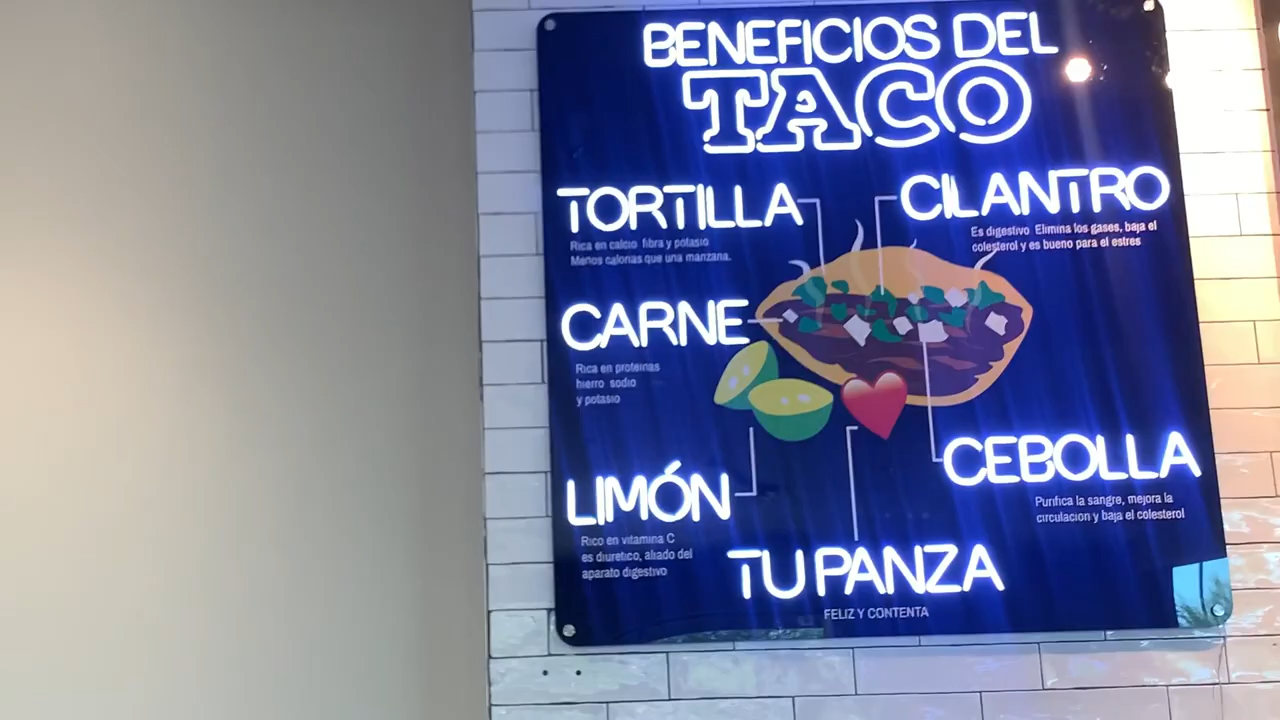 BENEFICIOS DEL
TACO
TORTILLA
Rica en calcio fibra y potasio
Menos calorias que una manzana.
CILANTRO
Es digestivo Elimina los gases, baja el
colesterol y es bueno para el estres
CARNE
Rica en proteinas
hierro sodio
y potasio
LIMÓN
Rico en vitamina C
es diuretico, aliado del
aparato digestivo
CEBOLLA
Purifica la sangre, mejora la
circulacion y baja el colesterol
TU PANZA
FELIZ Y CONTENTA